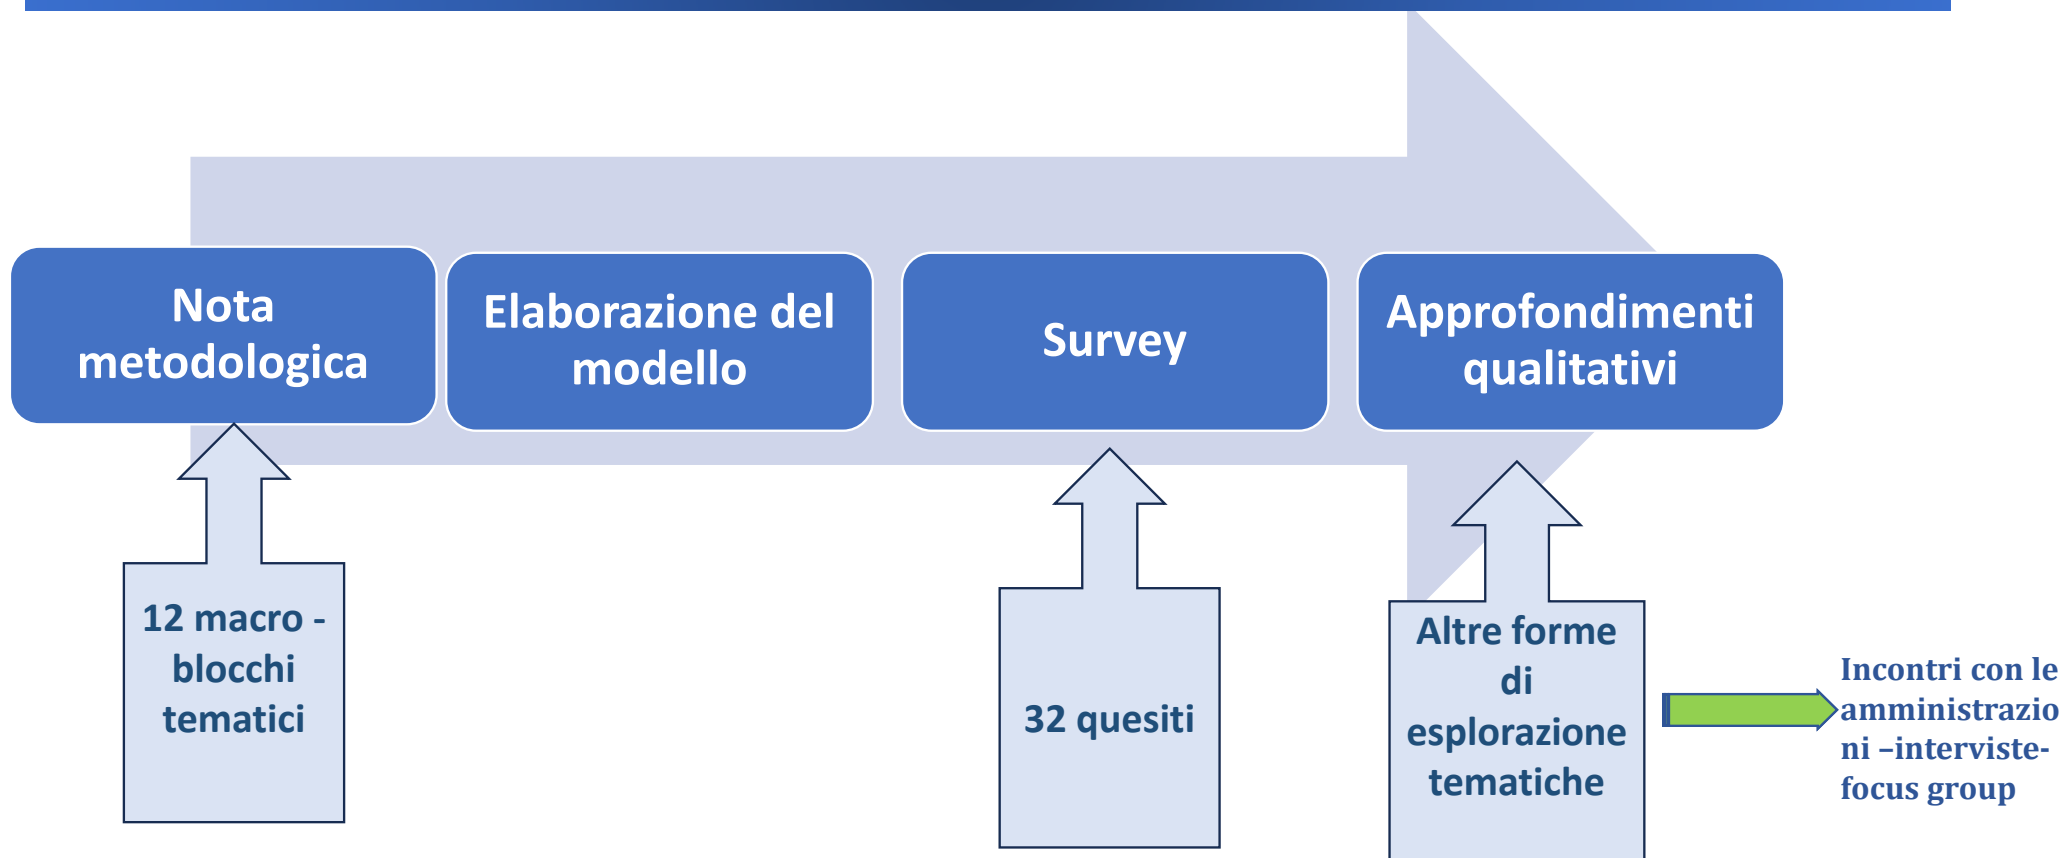 Nota
metodologica
Elaborazione del
modello
Survey
Approfondimenti
qualitativi
12 macro -
blocchi
tematici
32 quesiti
Altre forme
di
esplorazione
tematiche
Incontri con le
amministrazio
ni –interviste-
focus group